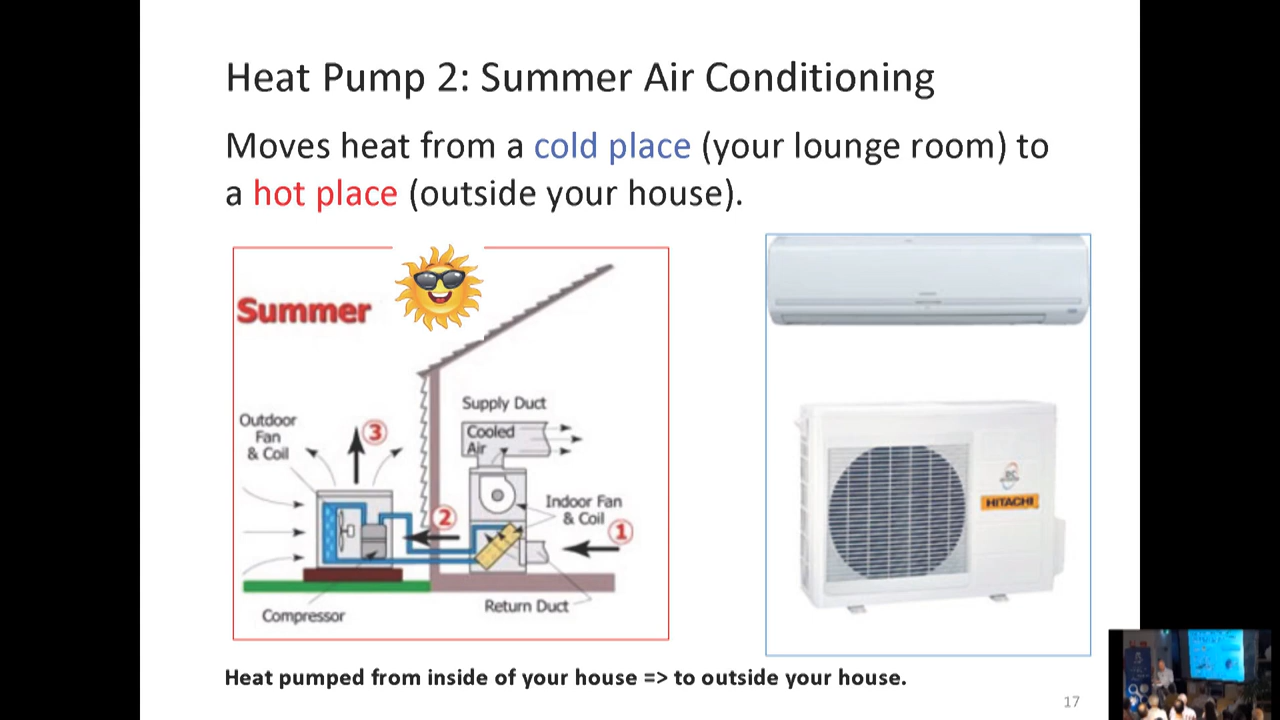 Heat Pump 2: Summer Air Conditioning
Moves heat from a cold place (your lounge room) to
a hot place (outside your house).
Summer
Supply Duct
Cooled
Air
Outdoor
Fan
& Coil
3
2
Indoor Fan
& Coil
1
Compressor
Return Duct
HITACHI
Heat pumped from inside of your house => to outside your house.
17